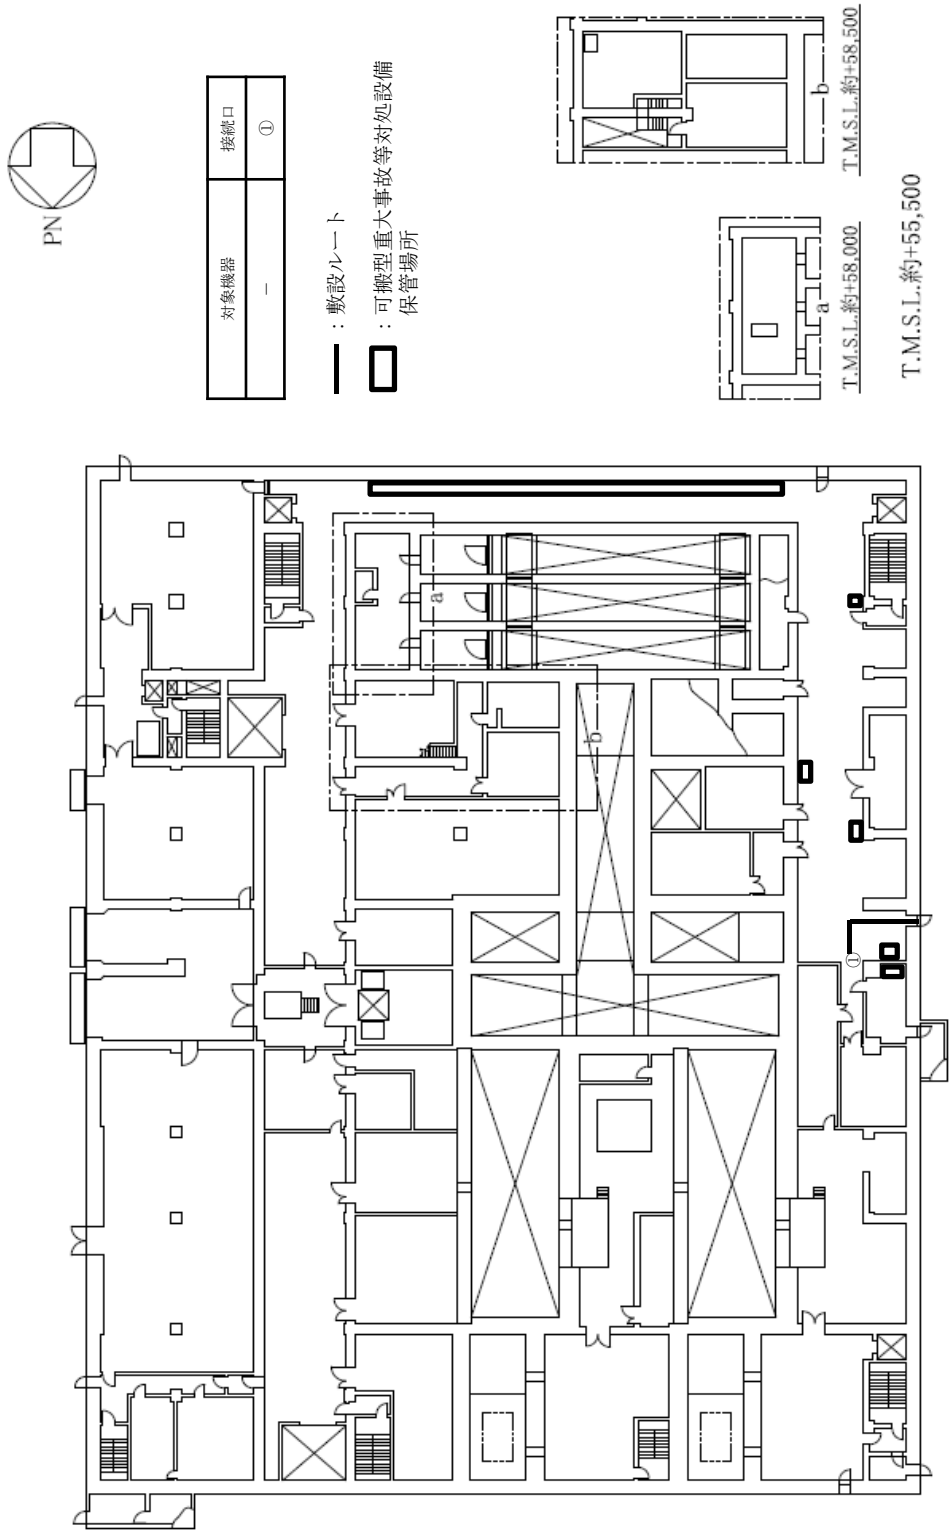 PN
対象機器 接続口
－ ①
：敷設ルート
：可搬型重大事故等対処設備
保管場所
b
T.M.S.L.約+58,500
a
T.M.S.L.約+58,000
T.M.S.L.約+55,500
a
b
①